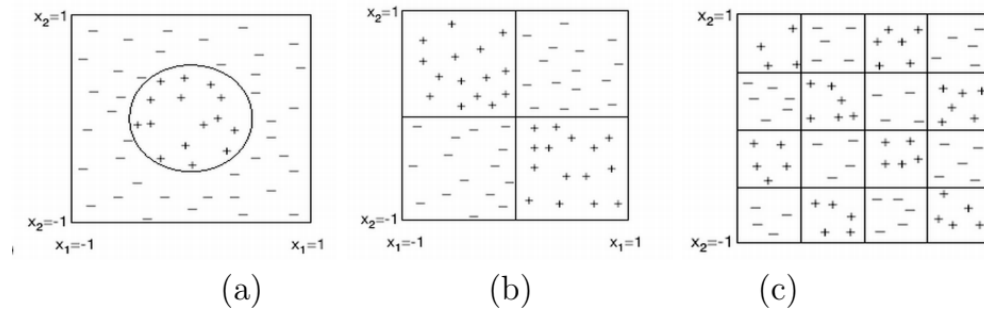 x₂=1
x₂=-1
x₁=-1
x₁=1
(a)
x₂=1
x₂=-1
x₁=-1
x₁=1
(b)
x₂=1
x₂=-1
(c)